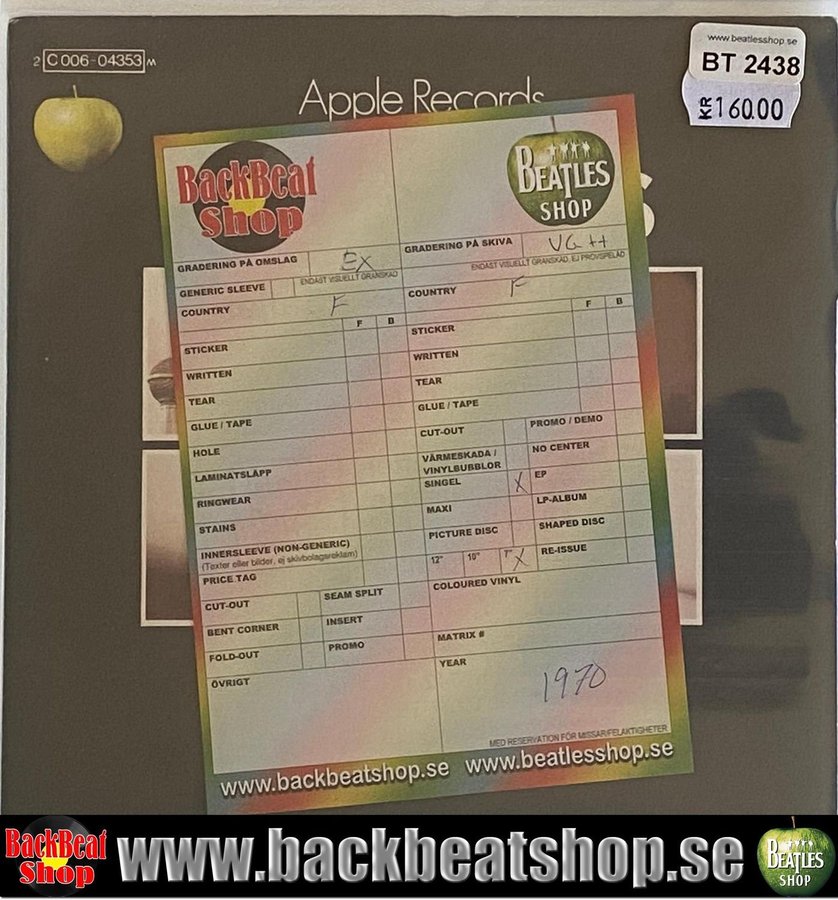 2 C 006-04353 M
www.beatlesshop.se
BT 2438
KR 160.00
Apple Records
S
BackBeat
Shop
BEATLES
SHOP
GRADERING PÅ OMSLAG EX
ENDAST VISUELLT GRANSKAD
GENERIC SLEEVE
COUNTRY F
F B
STICKER
WRITTEN
TEAR
GLUE / TAPE
HOLE
LAMINATSLÄPP
RINGWEAR
STAINS
INNERSLEEVE (NON-GENERIC)
(Texter eller bilder, ej skivbolagsreklam)
PRICE TAG
CUT-OUT SEAM SPLIT
BENT CORNER INSERT
FOLD-OUT PROMO
ÖVRIGT
GRADERING PÅ SKIVA VG ++
ENDAST VISUELLT GRANSKAD, EJ PROVSPELAD
COUNTRY F
F B
STICKER
WRITTEN
TEAR
GLUE / TAPE
CUT-OUT PROMO / DEMO
VÄRMESKADA / NO CENTER
VINYLBUBBLOR
SINGEL X EP
MAXI LP-ALBUM
PICTURE DISC SHAPED DISC
12" 10" 7" X RE-ISSUE
COLOURED VINYL
MATRIX #
YEAR
1970
MED RESERVATION FÖR MISSAR/FELAKTIGHETER
www.backbeatshop.se www.beatlesshop.se
BackBeat
Shop
www.backbeatshop.se
BEATLES
SHOP